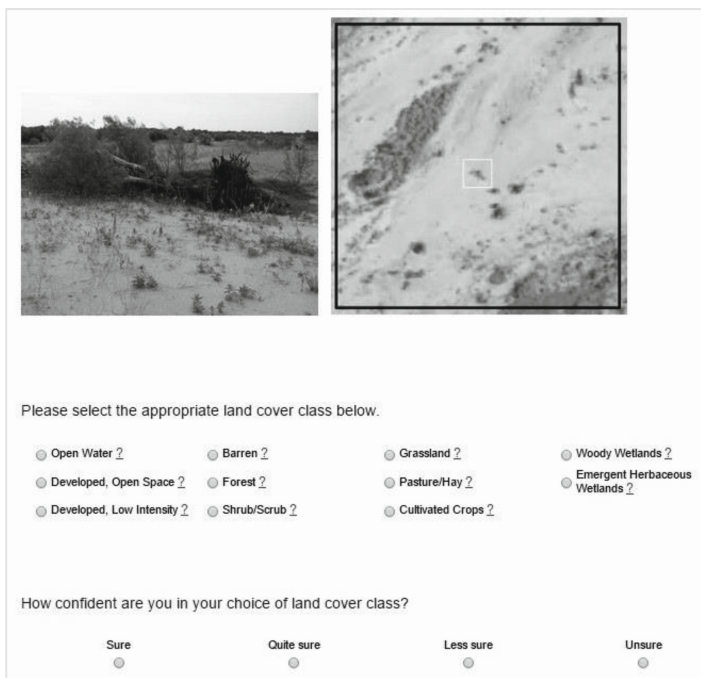 Please select the appropriate land cover class below.
Open Water ? Barren ? Grassland ? Woody Wetlands ?
Developed, Open Space ? Forest ? Pasture/Hay ? Emergent Herbaceous Wetlands ?
Developed, Low Intensity ? Shrub/Scrub ? Cultivated Crops ?
How confident are you in your choice of land cover class?
Sure Quite sure Less sure Unsure